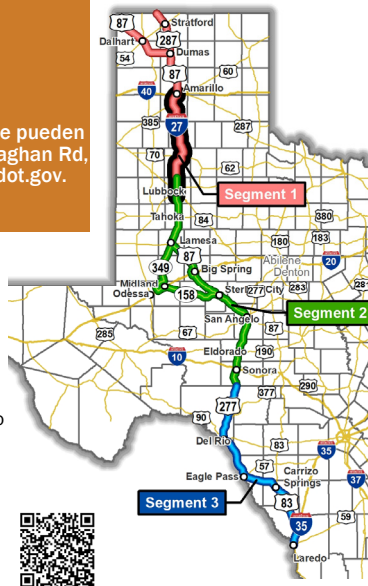 e pueden
aghan Rd,
dot.gov.
o
87
Stratford
Dalhart
287
54
Dumas
87
60
40
Amarillo
385
27
287
70
62
Lubbock
Segment 1
Tahoka
84
380
Lamesa
180
183
87
Abilene
20
349
Big Spring
Denton
Midland
Sterling City
277
283
281
Odessa
158
Segment 2
San Angelo
87
285
67
Eldorado
190
10
Sonora
377
290
277
90
Del Rio
83
35
57
Eagle Pass
Carrizo
Springs
37
Segment 3
83
59
35
Laredo